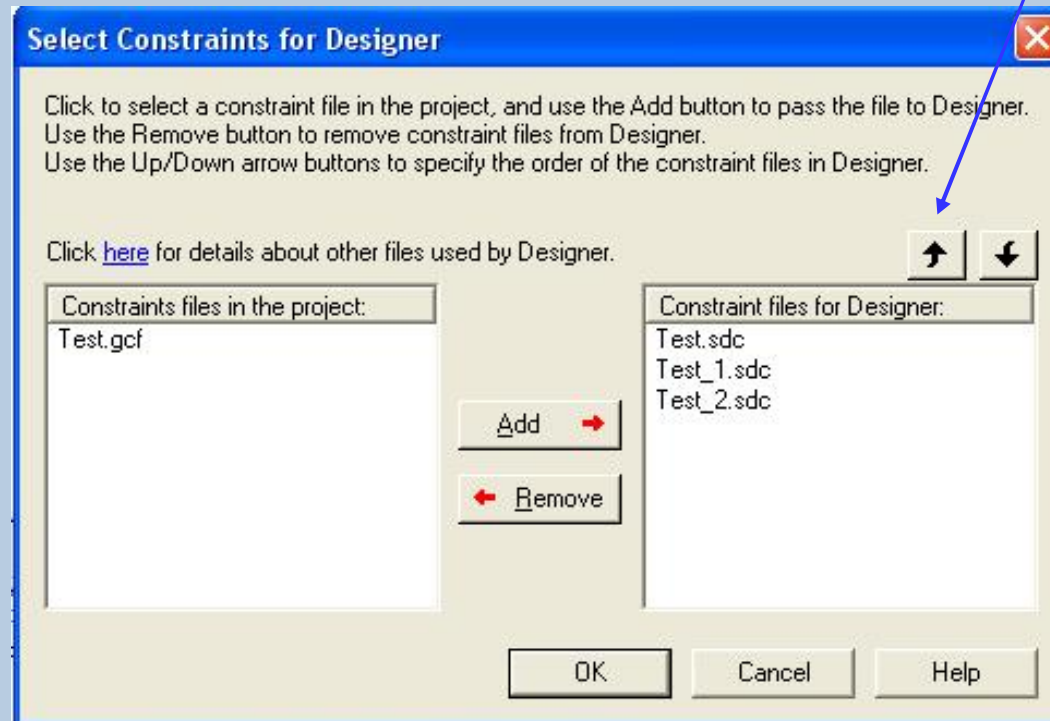 Select Constraints for Designer
Click to select a constraint file in the project, and use the Add button to pass the file to Designer.
Use the Remove button to remove constraint files from Designer.
Use the Up/Down arrow buttons to specify the order of the constraint files in Designer.
Click here for details about other files used by Designer.
Constraints files in the project:
Test.gcf
Add
Remove
Constraint files for Designer:
Test.sdc
Test_1.sdc
Test_2.sdc
OK
Cancel
Help